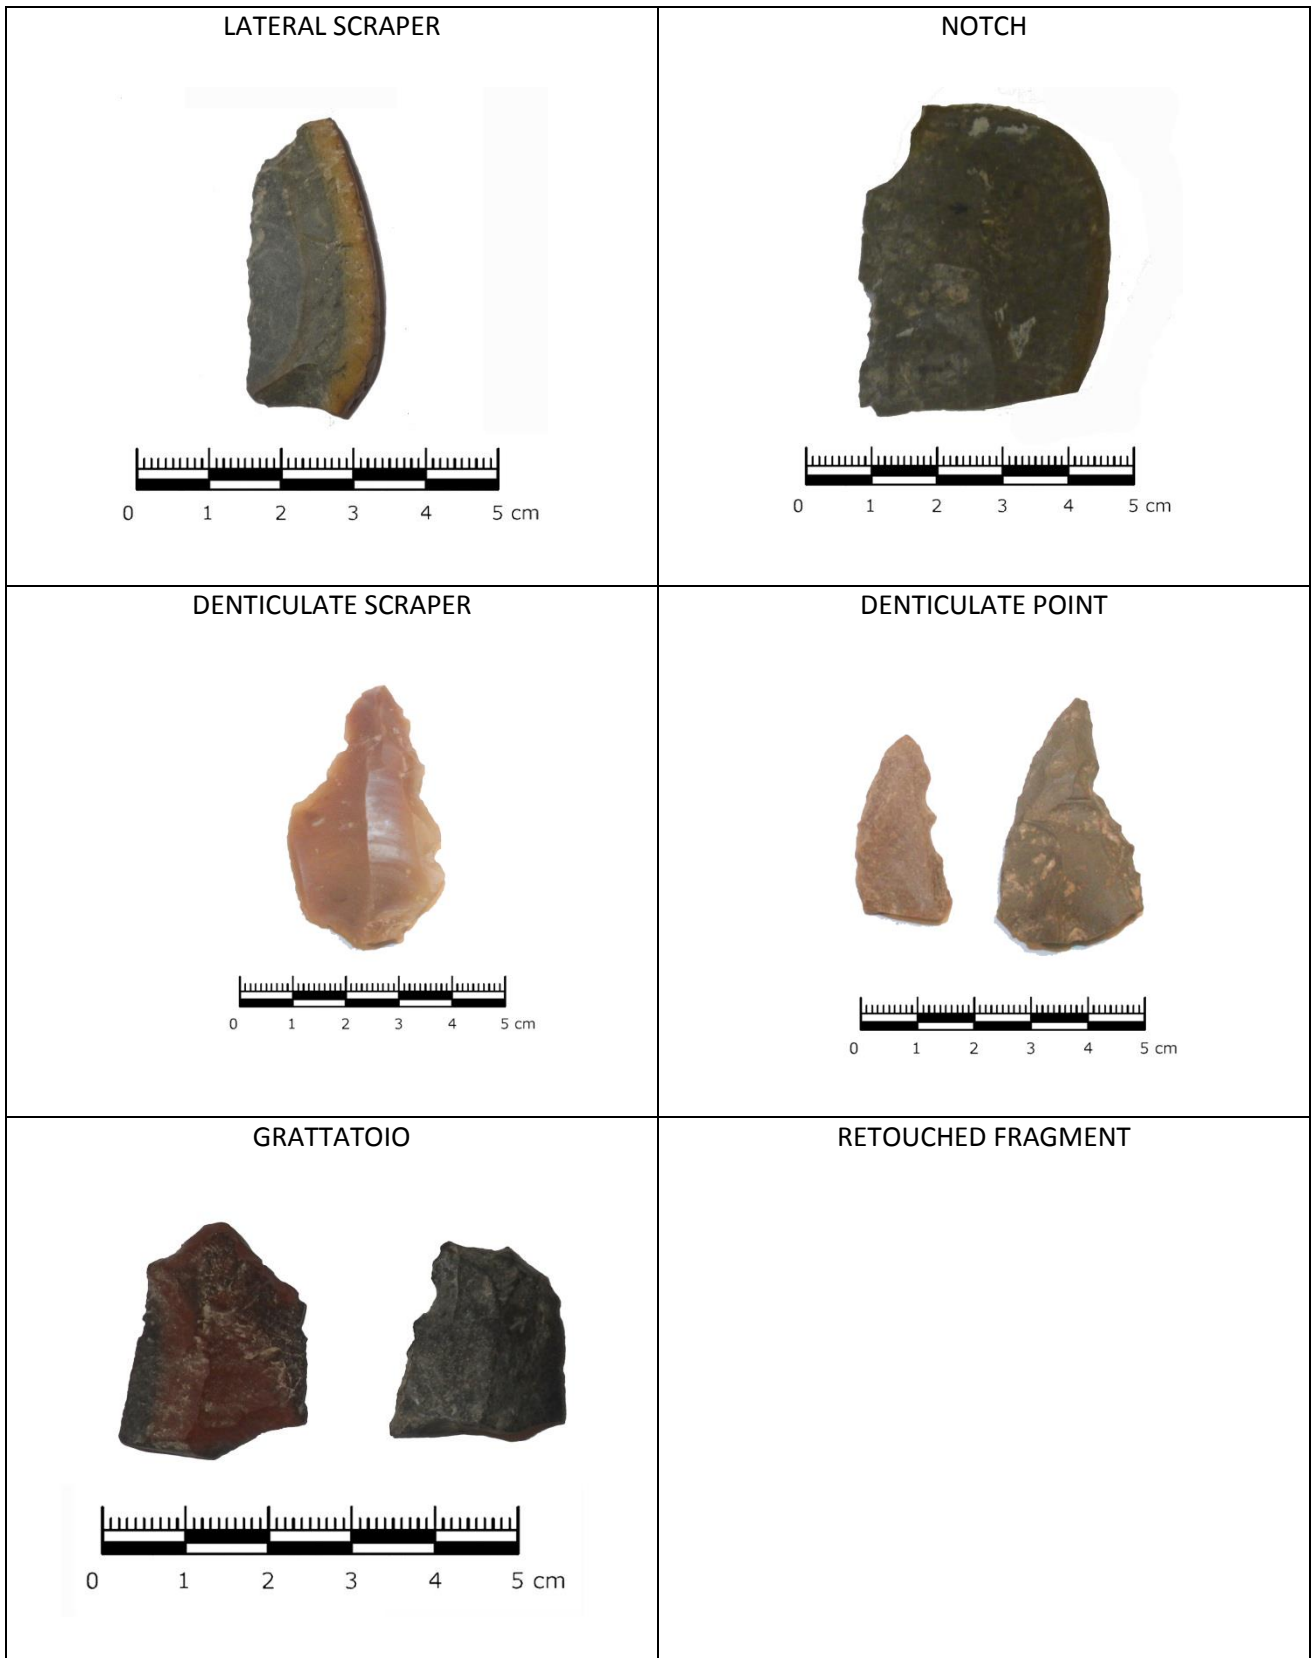 LATERAL SCRAPER
NOTCH
0 1 2 3 4 5 cm
0 1 2 3 4 5 cm
DENTICULATE SCRAPER
DENTICULATE POINT
0 1 2 3 4 5 cm
0 1 2 3 4 5 cm
GRATTATOIO
RETOUCHED FRAGMENT
0 1 2 3 4 5 cm